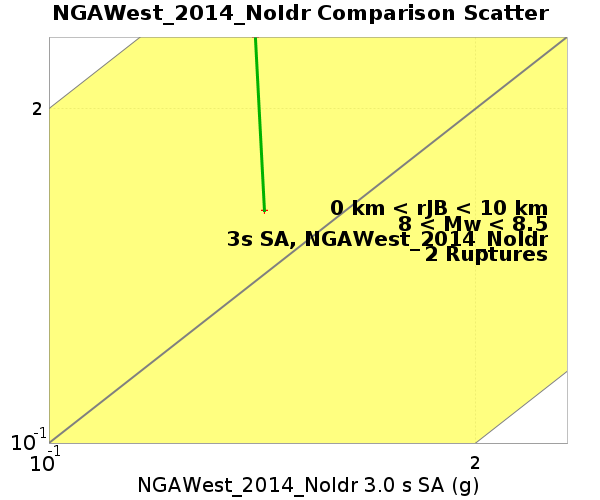 NGAWest_2014_NoIdr Comparison Scatter
2
0 km < rJB < 10 km
8 < Mw < 8.5
3s SA, NGAWest_2014_NoIdr
2 Ruptures
10^-1
10^-1
2
NGAWest_2014_NoIdr 3.0 s SA (g)